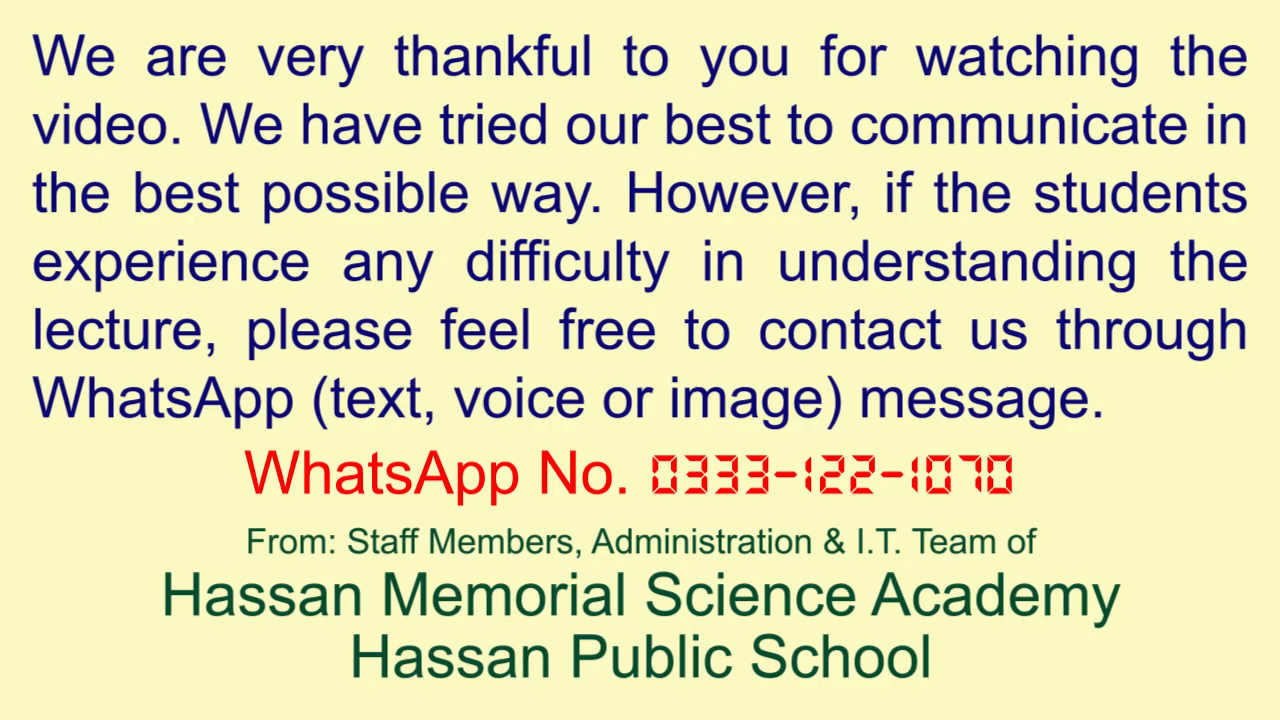 We are very thankful to you for watching the
video. We have tried our best to communicate in
the best possible way. However, if the students
experience any difficulty in understanding the
lecture, please feel free to contact us through
WhatsApp (text, voice or image) message.
WhatsApp No. 0333-122-1070
From: Staff Members, Administration & I.T. Team of
Hassan Memorial Science Academy
Hassan Public School